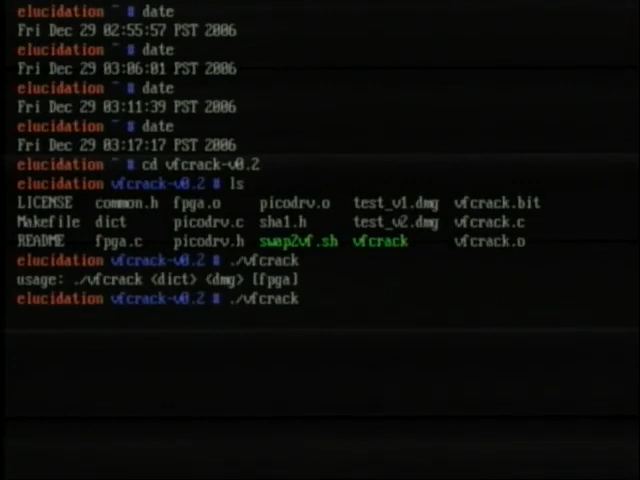 elucidation ~ # date
Fri Dec 29 02:55:57 PST 2006
elucidation ~ # date
Fri Dec 29 03:06:01 PST 2006
elucidation ~ # date
Fri Dec 29 03:11:39 PST 2006
elucidation ~ # date
Fri Dec 29 03:17:17 PST 2006
elucidation ~ # cd vfcrack-v0.2
elucidation vfcrack-v0.2 # ls
LICENSE common.h fpga.o picodrv.o test_v1.dmg vfcrack.bit
Makefile dict picodrv.c sha1.h test_v2.dmg vfcrack.c
README fpga.c picodrv.h swap2vf.sh vfcrack vfcrack.o
elucidation vfcrack-v0.2 # ./vfcrack
usage: ./vfcrack <dict> <dmg> [fpga]
elucidation vfcrack-v0.2 # ./vfcrack